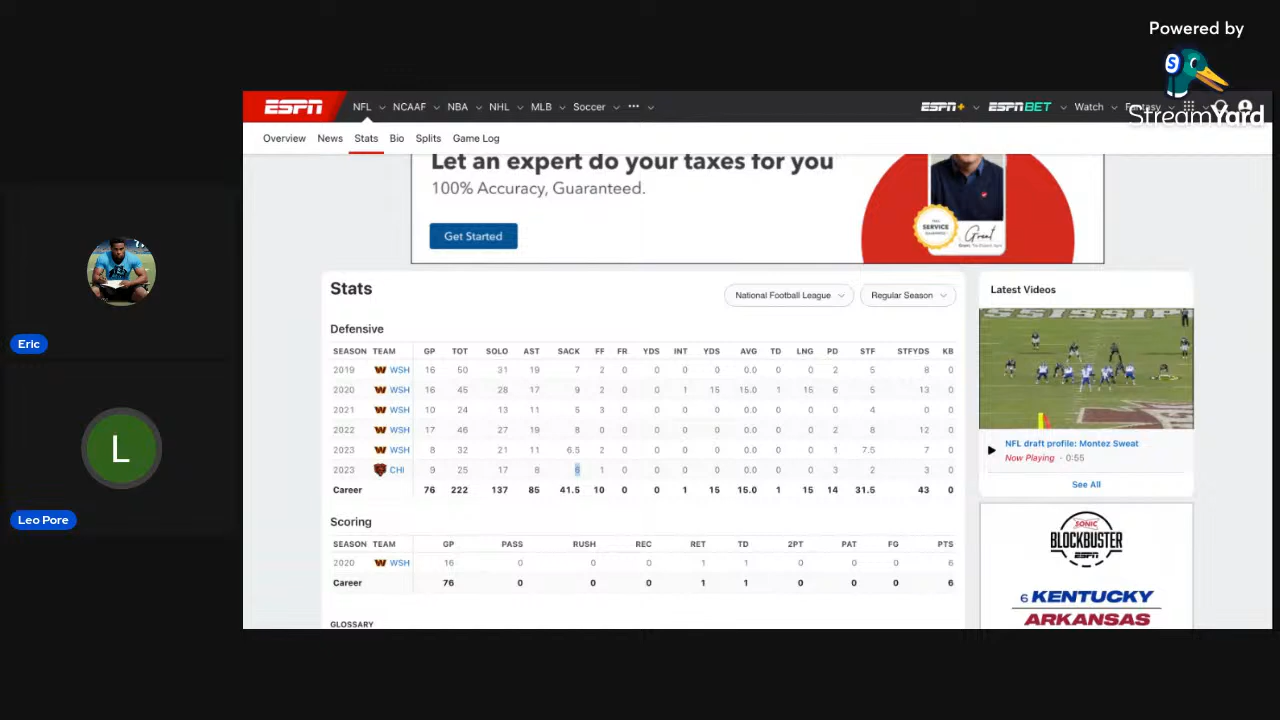 Powered by
StreamYard
ESPN NFL NCAAF NBA NHL MLB Soccer ••• ESPN+ ESPNBET Watch Fantasy
Overview News Stats Bio Splits Game Log
Let an expert do your taxes for you
100% Accuracy, Guaranteed.
Get Started
SERVICE
Grant
Stats
National Football League Regular Season
Defensive
SEASON TEAM GP TOT SOLO AST SACK FF FR YDS INT YDS AVG TD LNG PD STF STFYDS KB
2019 WSH 16 50 31 19 7 2 0 0 0 0 0.0 0 0 2 5 8 0
2020 WSH 16 45 28 17 9 2 0 0 1 15 15.0 1 15 6 5 13 0
2021 WSH 10 24 13 11 5 3 0 0 0 0 0.0 0 0 0 4 0 0
2022 WSH 17 46 27 19 8 0 0 0 0 0 0.0 0 0 2 8 12 0
2023 WSH 8 32 21 11 6.5 2 0 0 0 0 0.0 0 0 1 7.5 7 0
2023 CHI 9 25 17 8 6 1 0 0 0 0 0.0 0 0 3 2 3 0
Career 76 222 137 85 41.5 10 0 0 1 15 15.0 1 15 14 31.5 43 0
Scoring
SEASON TEAM GP PASS RUSH REC RET TD 2PT PAT FG PTS
2020 WSH 16 0 0 0 1 1 0 0 0 6
Career 76 0 0 0 1 1 0 0 0 6
GLOSSARY
Latest Videos
NFL draft profile: Montez Sweat
Now Playing · 0:55
See All
SONIC
BLOCKBUSTER
ESPN
6 KENTUCKY
ARKANSAS
Eric
L
Leo Pore